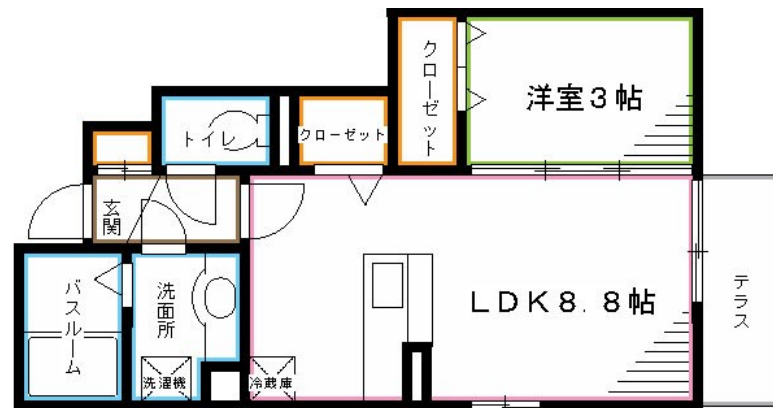 クローゼット
洋室3帖
トイレ
クローゼット
玄関
バスルーム
洗面所
LDK8.8帖
テラス
洗濯機
冷蔵庫